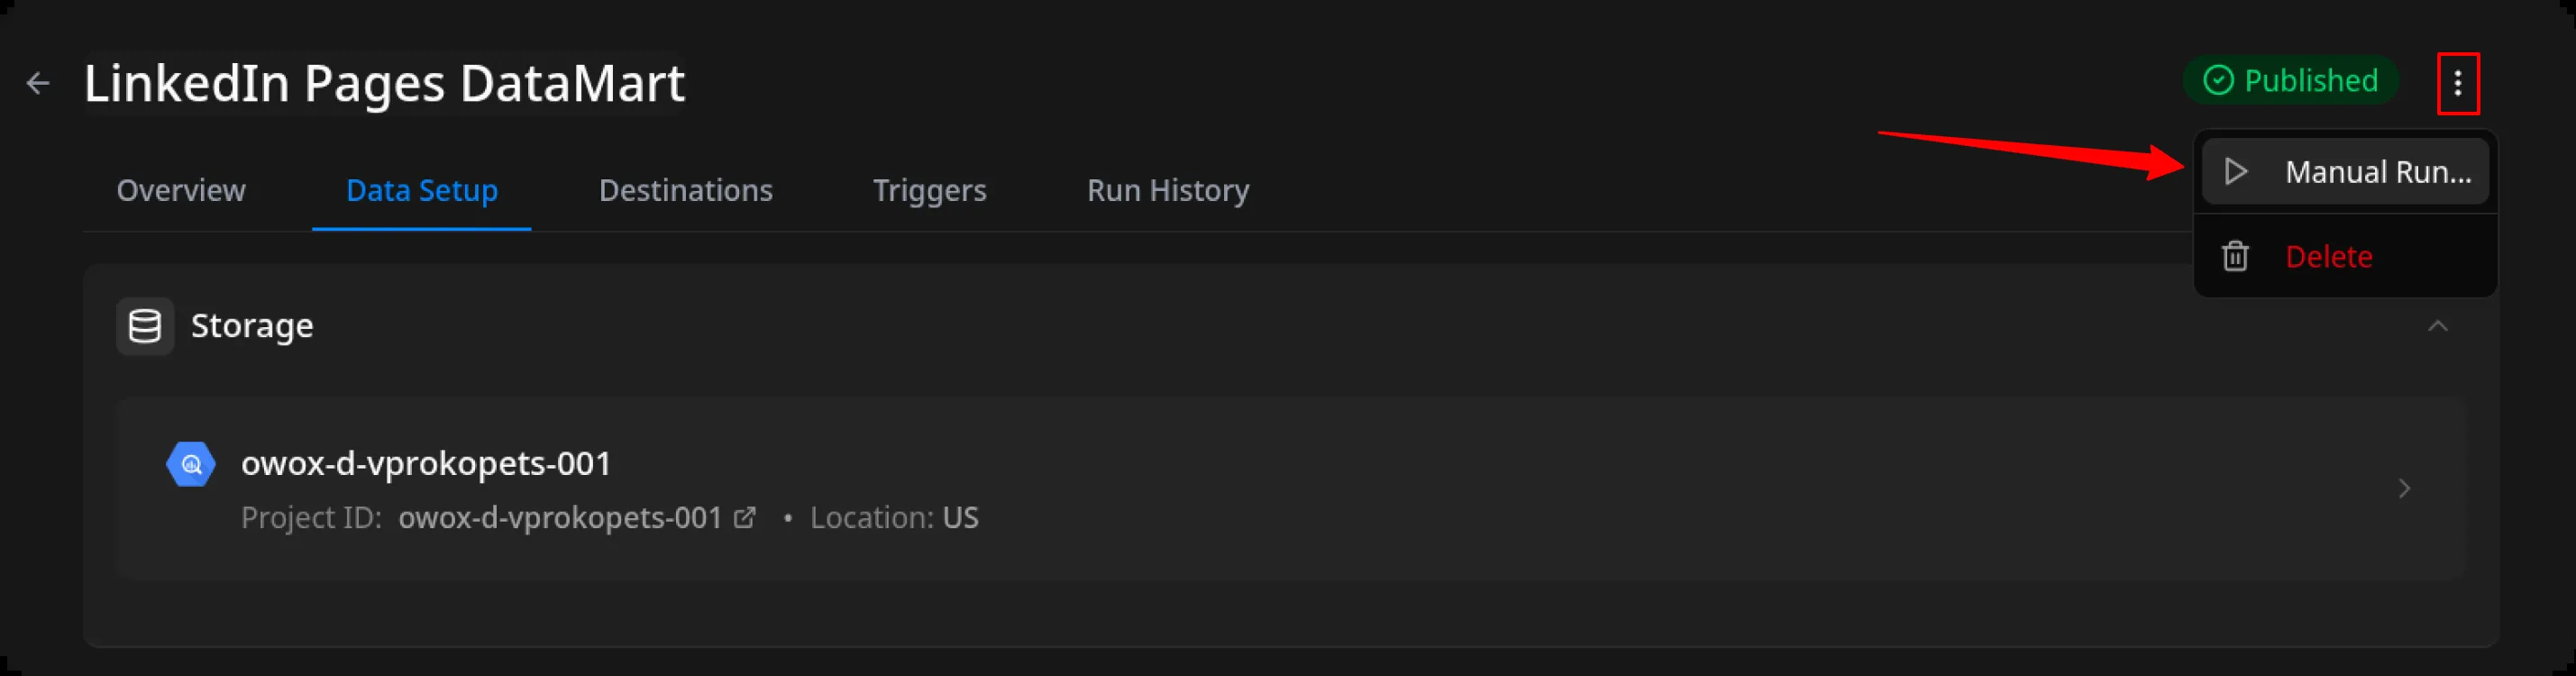 LinkedIn Pages DataMart
Published
Manual Run...
Delete
Overview Data Setup Destinations Triggers Run History
Storage
owox-d-vprokopets-001
Project ID: owox-d-vprokopets-001 • Location: US